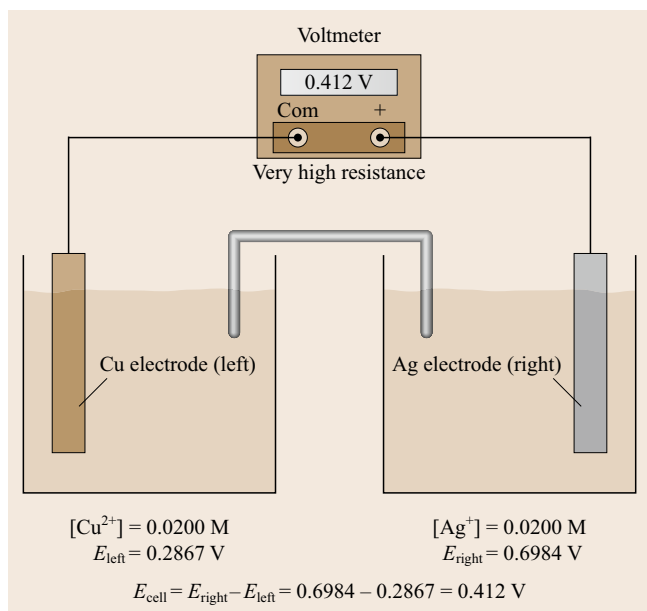 Voltmeter
0.412 V
Com +
Very high resistance
Cu electrode (left)
Ag electrode (right)
[Cu²⁺] = 0.0200 M
E_left = 0.2867 V
[Ag⁺] = 0.0200 M
E_right = 0.6984 V
E_cell = E_right – E_left = 0.6984 – 0.2867 = 0.412 V